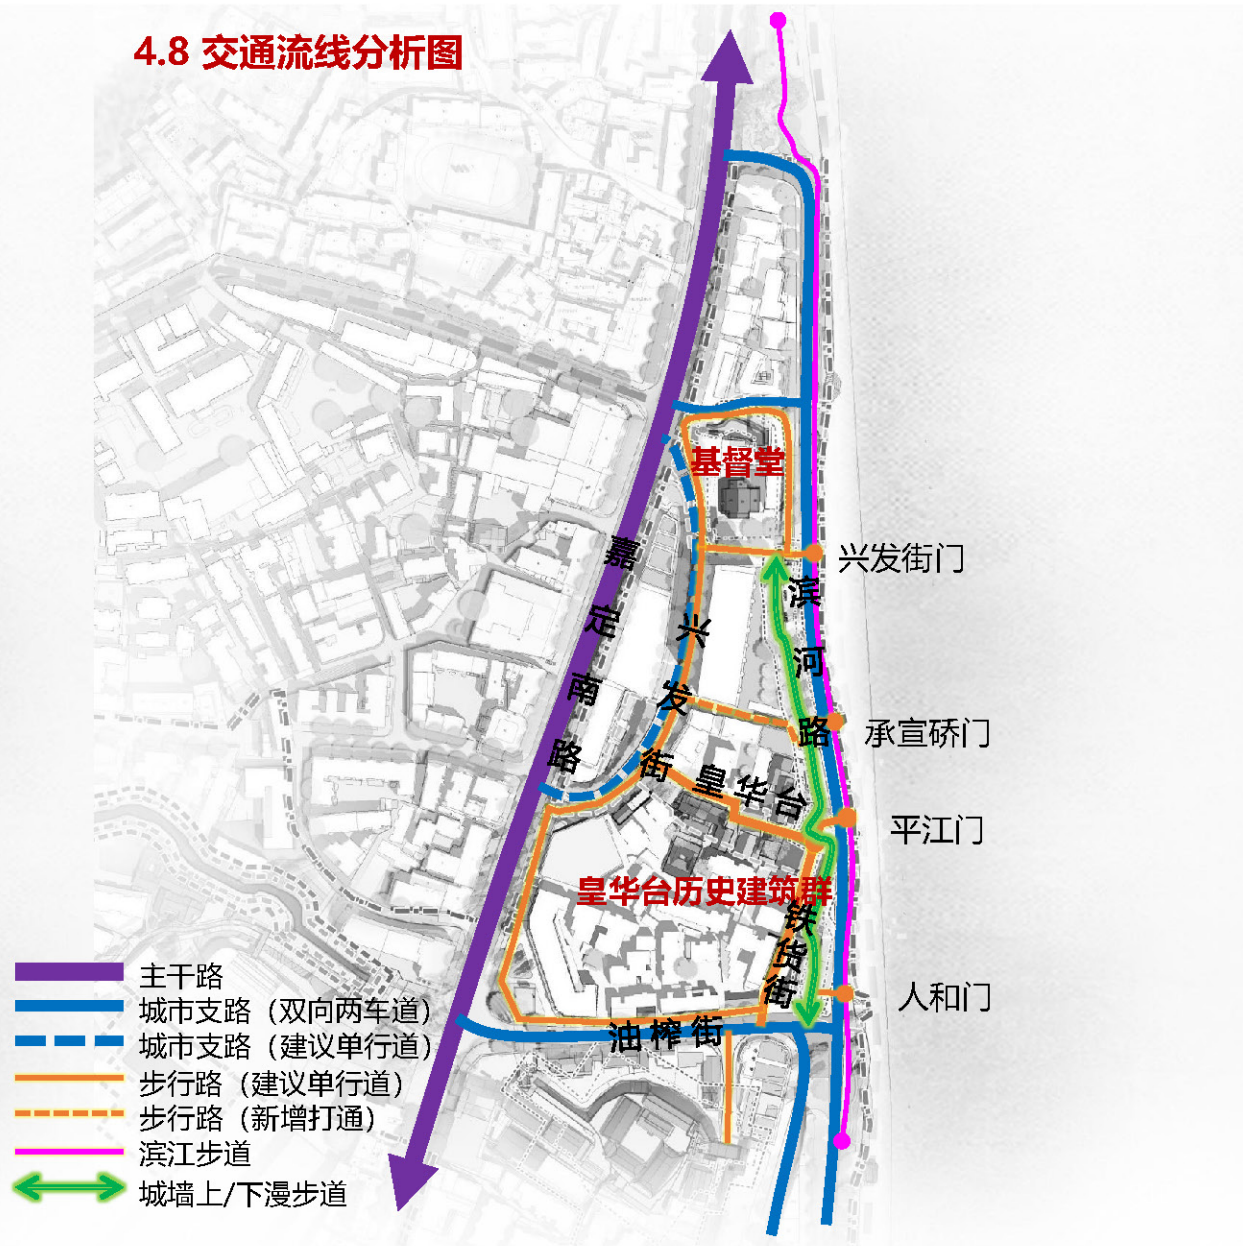 4.8 交通流线分析图
基督堂
兴发街门
嘉定南路
兴发街
滨河路
承宣硚门
皇华台
平江门
皇华台历史建筑群
铁货街
人和门
油榨街
主干路
城市支路（双向两车道）
城市支路（建议单行道）
步行路（建议单行道）
步行路（新增打通）
滨江步道
城墙上/下漫步道